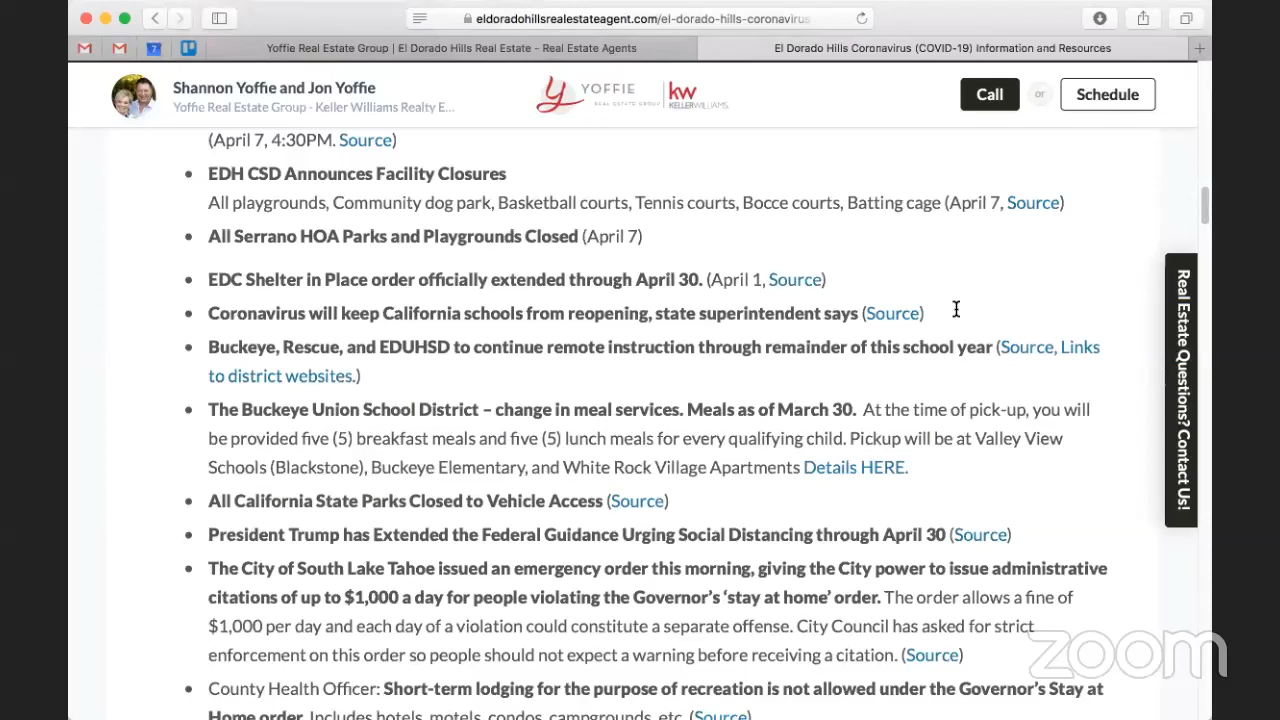 eldoradohillsrealestateagent.com/el-dorado-hills-coronavirus
Yoffie Real Estate Group | El Dorado Hills Real Estate – Real Estate Agents
El Dorado Hills Coronavirus (COVID-19) Information and Resources
Shannon Yoffie and Jon Yoffie
Yoffie Real Estate Group - Keller Williams Realty E...
YOFFIE
REAL ESTATE GROUP
kw
KELLERWILLIAMS.
Call
or
Schedule
(April 7, 4:30PM. Source)
• EDH CSD Announces Facility Closures
All playgrounds, Community dog park, Basketball courts, Tennis courts, Bocce courts, Batting cage (April 7, Source)
• All Serrano HOA Parks and Playgrounds Closed (April 7)
• EDC Shelter in Place order officially extended through April 30. (April 1, Source)
• Coronavirus will keep California schools from reopening, state superintendent says (Source)
• Buckeye, Rescue, and EDUHSD to continue remote instruction through remainder of this school year (Source, Links
to district websites.)
• The Buckeye Union School District – change in meal services. Meals as of March 30. At the time of pick-up, you will
be provided five (5) breakfast meals and five (5) lunch meals for every qualifying child. Pickup will be at Valley View
Schools (Blackstone), Buckeye Elementary, and White Rock Village Apartments Details HERE.
• All California State Parks Closed to Vehicle Access (Source)
• President Trump has Extended the Federal Guidance Urging Social Distancing through April 30 (Source)
• The City of South Lake Tahoe issued an emergency order this morning, giving the City power to issue administrative
citations of up to $1,000 a day for people violating the Governor's ‘stay at home’ order. The order allows a fine of
$1,000 per day and each day of a violation could constitute a separate offense. City Council has asked for strict
enforcement on this order so people should not expect a warning before receiving a citation. (Source)
• County Health Officer: Short-term lodging for the purpose of recreation is not allowed under the Governor's Stay at
Home order. Includes hotels, motels, condos, campgrounds, etc. (Source)
Real Estate Questions? Contact Us!
zoom